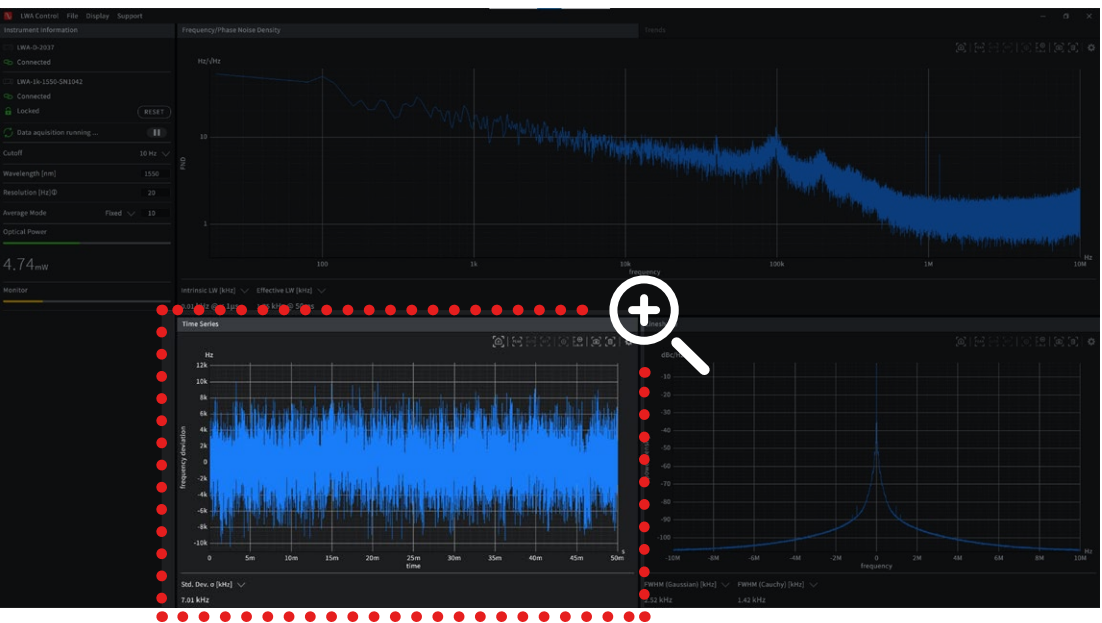 LWA Control File Display Support
Instrument Information
LWA-D-2037
Connected
LWA-1k-1550-SN1042
Connected
Locked
RESET
Data aquisition running ...
Cutoff
10 Hz
Wavelength [nm]
1550
Resolution [Hz]
20
Average Mode
Fixed
10
Optical Power
4.74mW
Monitor
Frequency/Phase Noise Density
Trends
Hz/√Hz
10
FND
1
100 1k 10k 100k 1M 10M Hz
frequency
Intrinsic LW [kHz] Effective LW [kHz]
Time Series
Hz
12k
10k
8k
6k
4k
2k
0
-2k
-4k
-6k
-8k
-10k
frequency deviation
0 5m 10m 15m 20m 25m 30m 35m 40m 45m 50m s
time
Std. Dev. σ [kHz]
7.01 kHz
-10
-20
-30
-40
-50
-60
-70
-80
-90
-100
-10M -8M -6M -4M -2M 0 2M 4M 6M 8M 10M Hz
frequency
FWHM (Gaussian) [kHz] FWHM (Cauchy) [kHz]
1.42 kHz